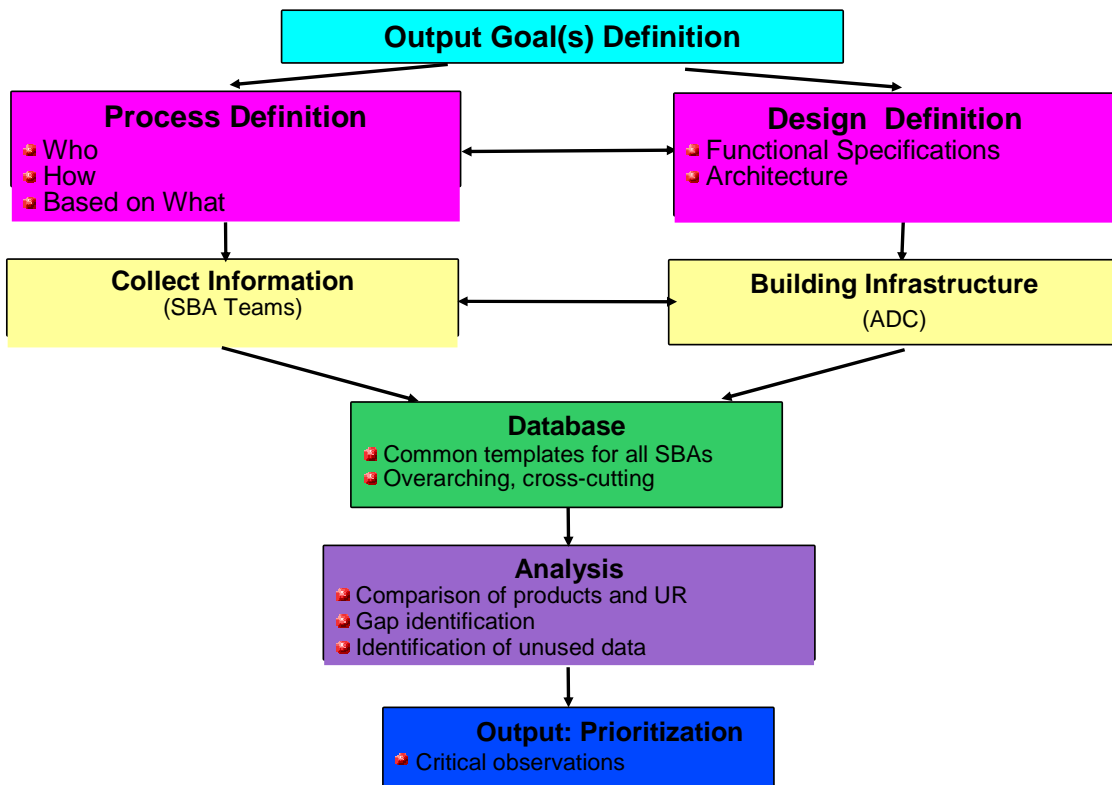 Output Goal(s) Definition
Process Definition
Who
How
Based on What
Design  Definition
Functional Specifications
Architecture
Collect Information
(SBA Teams)
Building Infrastructure
(ADC)
Database
Common templates for all SBAs
Overarching, cross-cutting
Analysis
Comparison of products and UR
Gap identification
Identification of unused data
Output: Prioritization
Critical observations